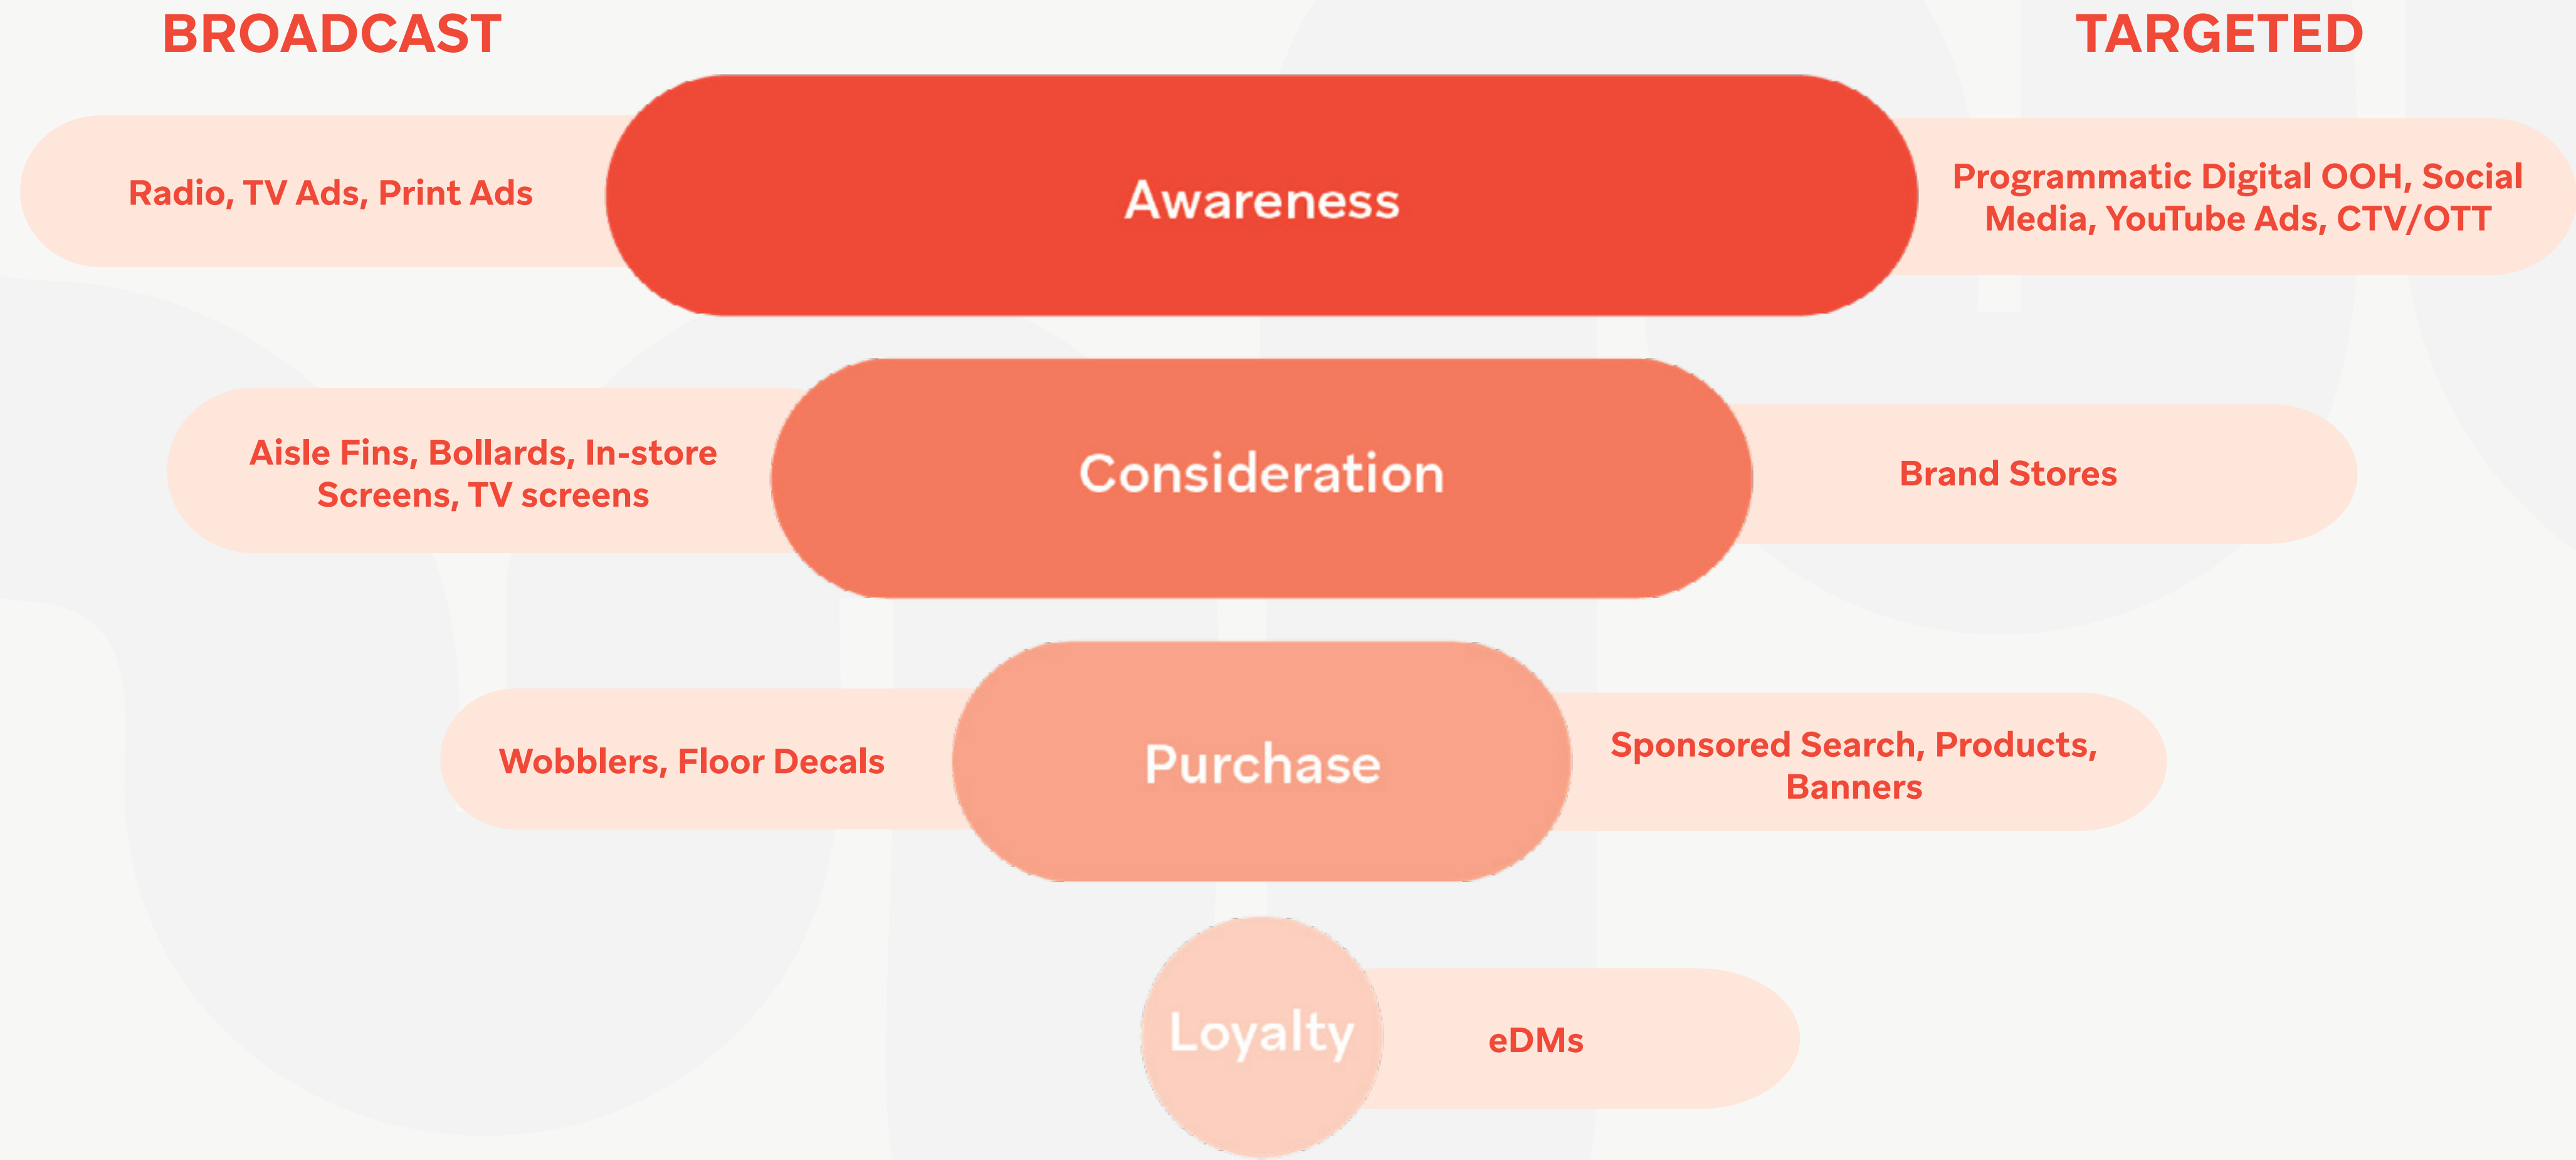 BROADCAST
TARGETED
Radio, TV Ads, Print Ads
Awareness
Programmatic Digital OOH, Social
Media, YouTube Ads, CTV/OTT
Aisle Fins, Bollards, In-store
Screens, TV screens
Consideration
Brand Stores
Wobblers, Floor Decals
Purchase
Sponsored Search, Products,
Banners
Loyalty
eDMs